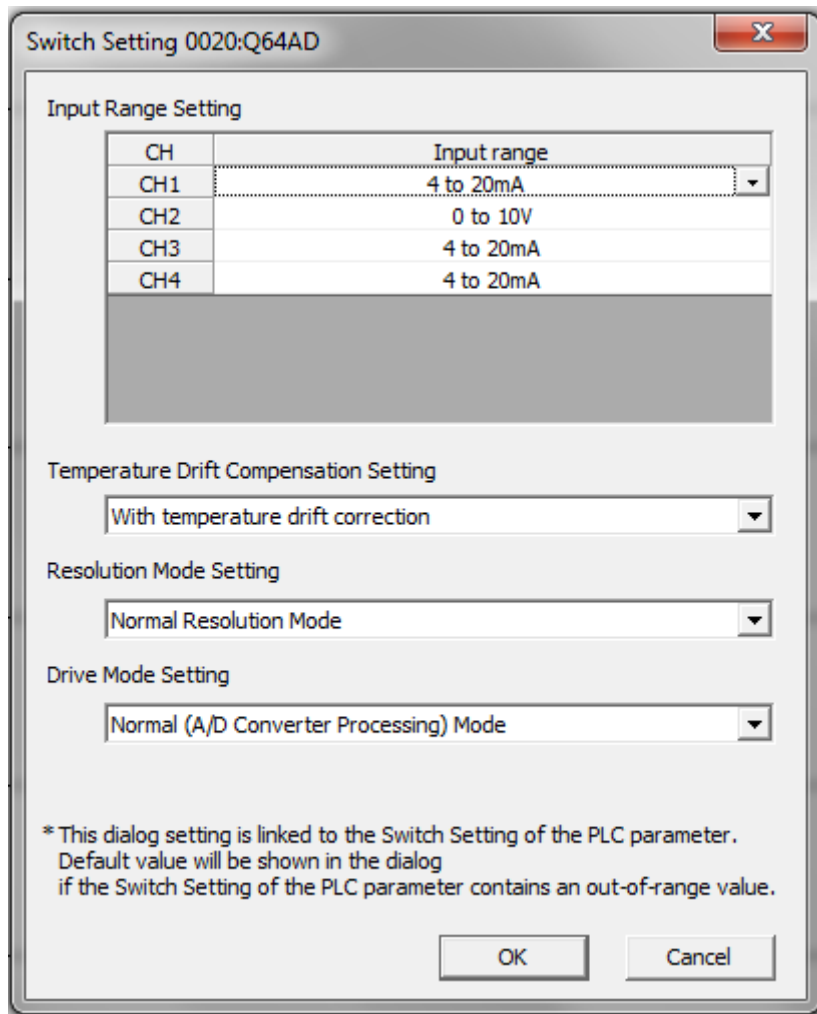 Switch Setting 0020:Q64AD
Input Range Setting
CH Input range
CH1 4 to 20mA
CH2 0 to 10V
CH3 4 to 20mA
CH4 4 to 20mA
Temperature Drift Compensation Setting
With temperature drift correction
Resolution Mode Setting
Normal Resolution Mode
Drive Mode Setting
Normal (A/D Converter Processing) Mode
* This dialog setting is linked to the Switch Setting of the PLC parameter.
Default value will be shown in the dialog
if the Switch Setting of the PLC parameter contains an out-of-range value.
OK Cancel